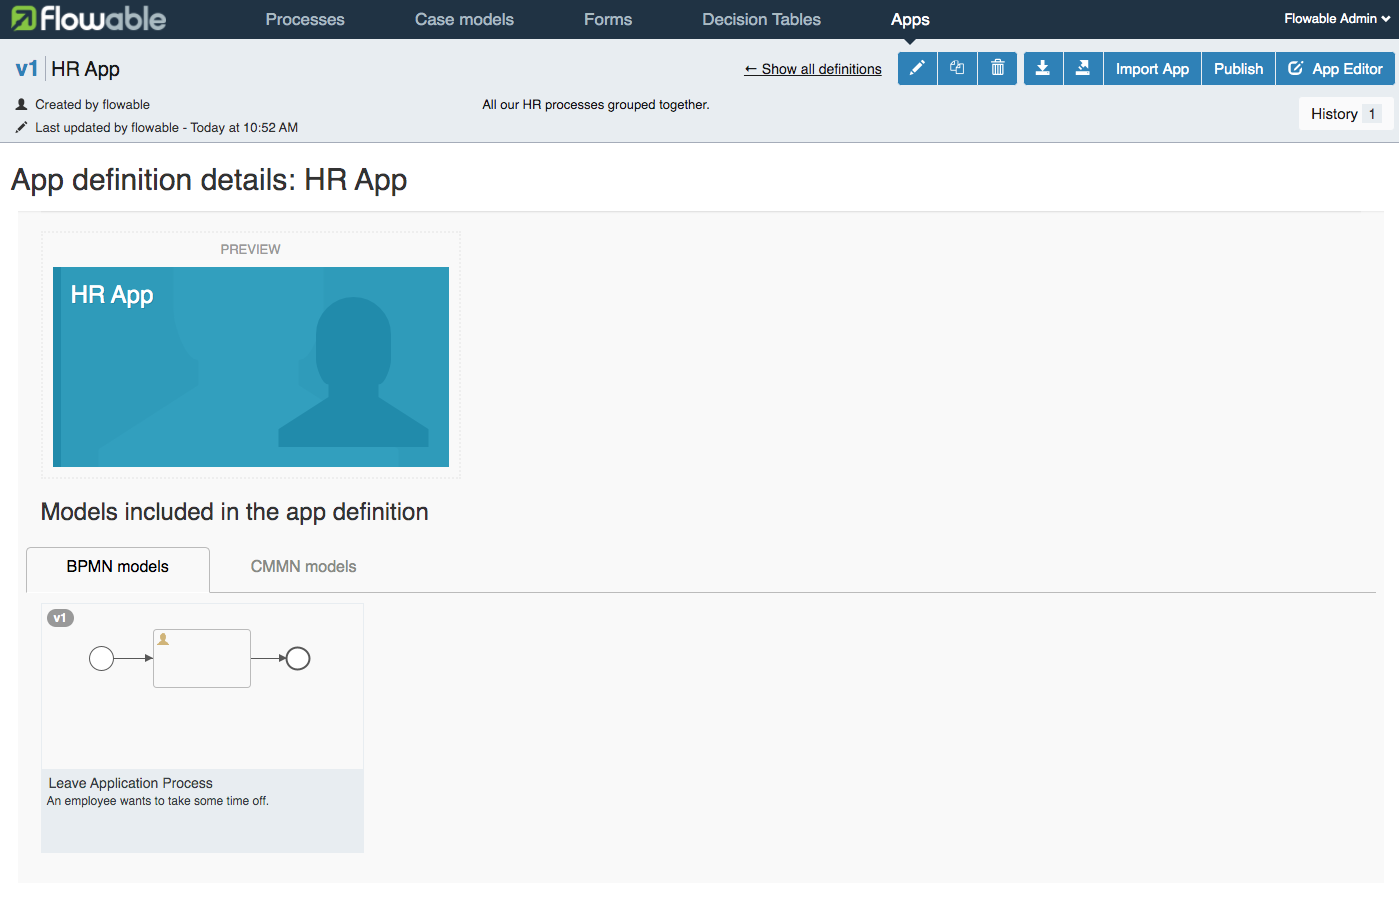 flowable
Processes
Case models
Forms
Decision Tables
Apps
Flowable Admin
v1 HR App
← Show all definitions
Import App
Publish
App Editor
Created by flowable
All our HR processes grouped together.
History 1
Last updated by flowable - Today at 10:52 AM
App definition details: HR App
PREVIEW
HR App
Models included in the app definition
BPMN models
CMMN models
v1
Leave Application Process
An employee wants to take some time off.